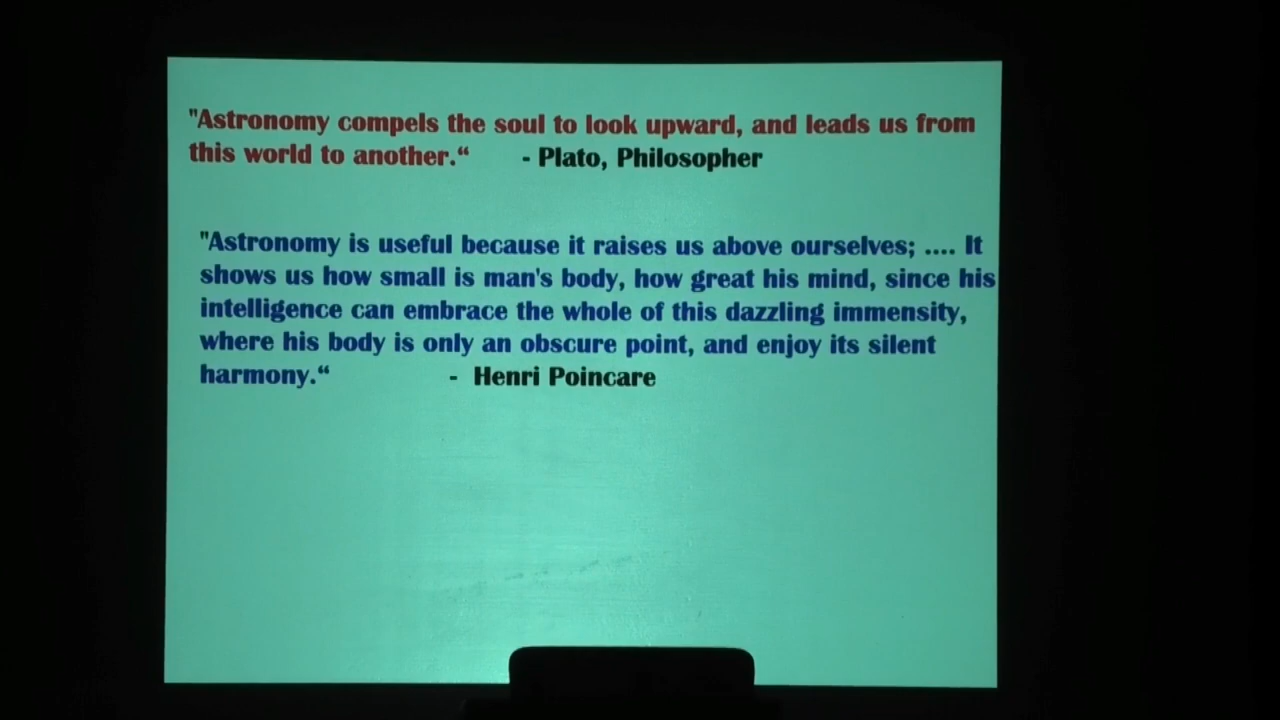 "Astronomy compels the soul to look upward, and leads us from
this world to another.“ - Plato, Philosopher
"Astronomy is useful because it raises us above ourselves; .... It
shows us how small is man's body, how great his mind, since his
intelligence can embrace the whole of this dazzling immensity,
where his body is only an obscure point, and enjoy its silent
harmony.“ - Henri Poincare